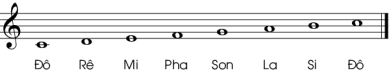 Đô Rê Mi Pha Son La Si Đô